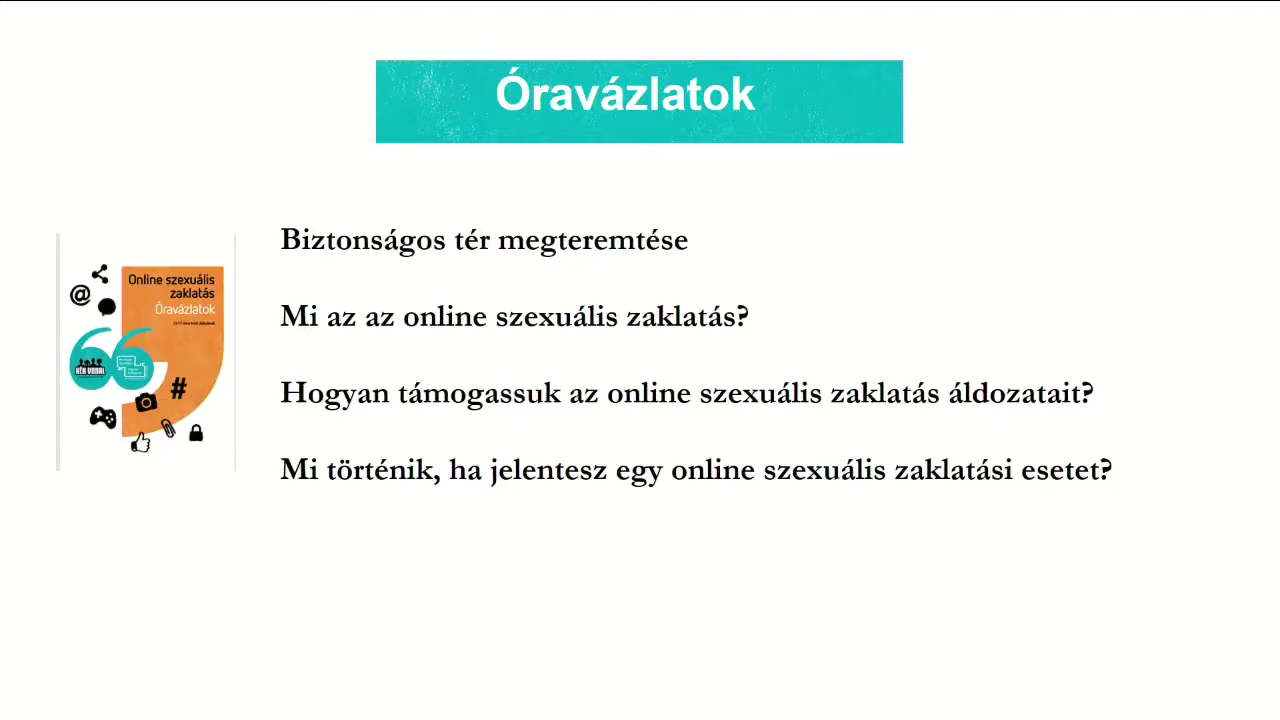 Óravázlatok
Biztonságos tér megteremtése
Mi az az online szexuális zaklatás?
Hogyan támogassuk az online szexuális zaklatás áldozatait?
Mi történik, ha jelentesz egy online szexuális zaklatási esetet?
Online szexuális
zaklatás
Óravázlatok
KÉK VONAL